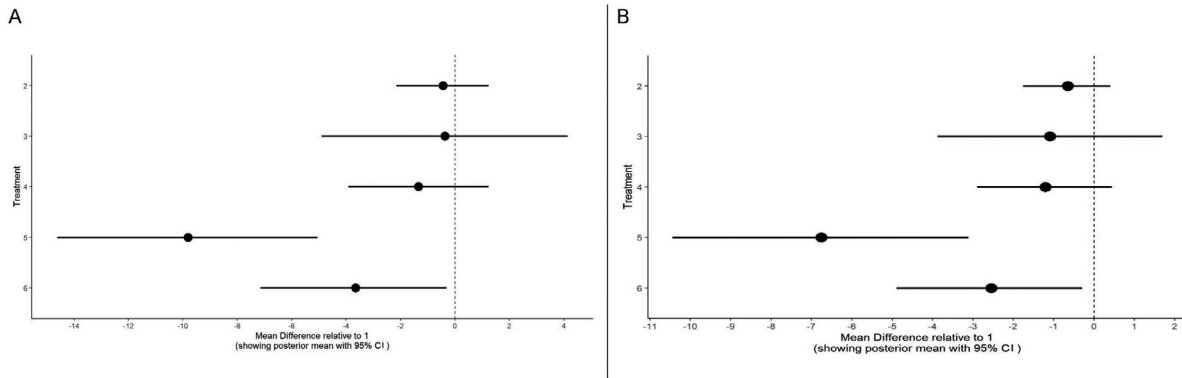 A
2
3
4
5
6
Treatment
-14 -12 -10 -8 -6 -4 -2 0 2 4
Mean Difference relative to 1
(showing posterior mean with 95% CI )
B
2
3
4
5
6
Treatment
-11 -10 -9 -8 -7 -6 -5 -4 -3 -2 -1 0 1 2
Mean Difference relative to 1
(showing posterior mean with 95% CI )